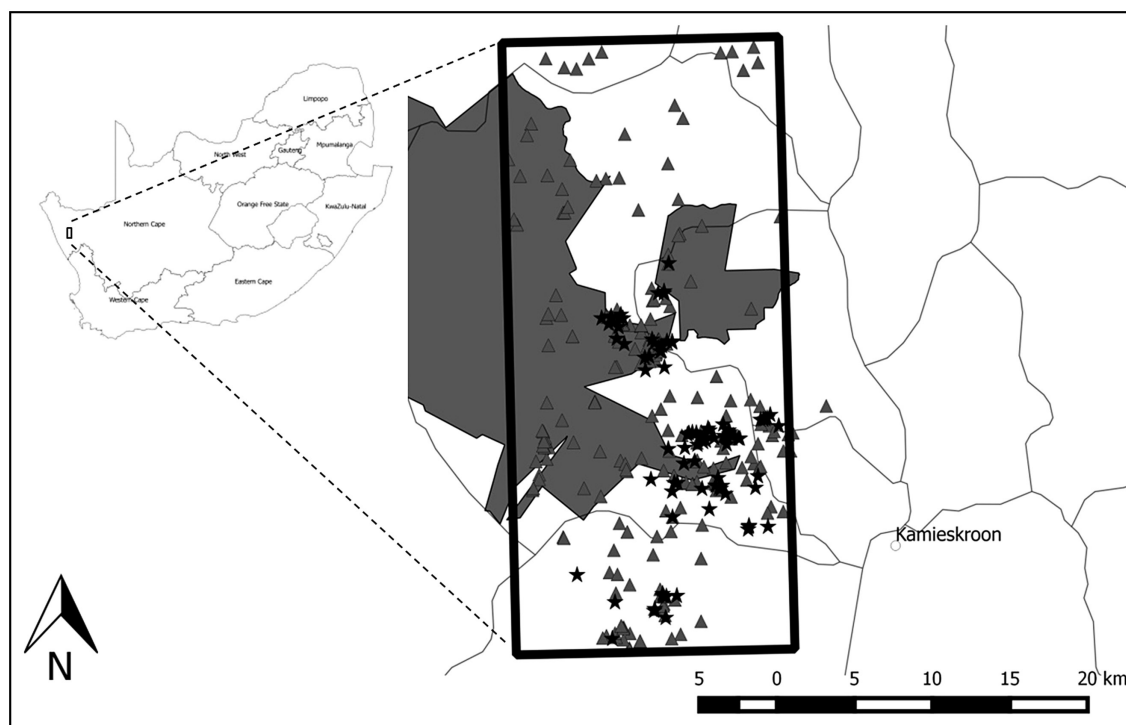 Limpopo
North West
Gauteng
Mpumalanga
Orange Free State
KwaZulu-Natal
Northern Cape
Eastern Cape
Western Cape
Kamieskroon
N
5 0 5 10 15 20 km